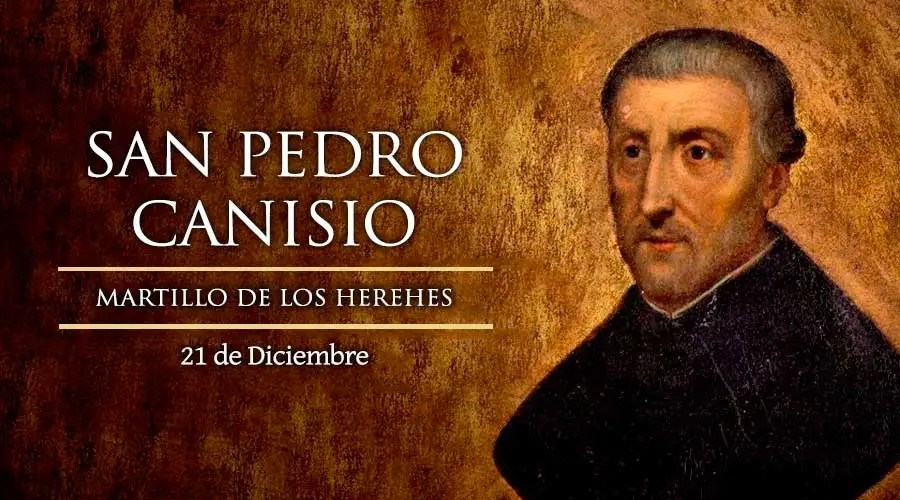 SAN PEDRO
CANISIO
MARTILLO DE LOS HEREHES
21 de Diciembre